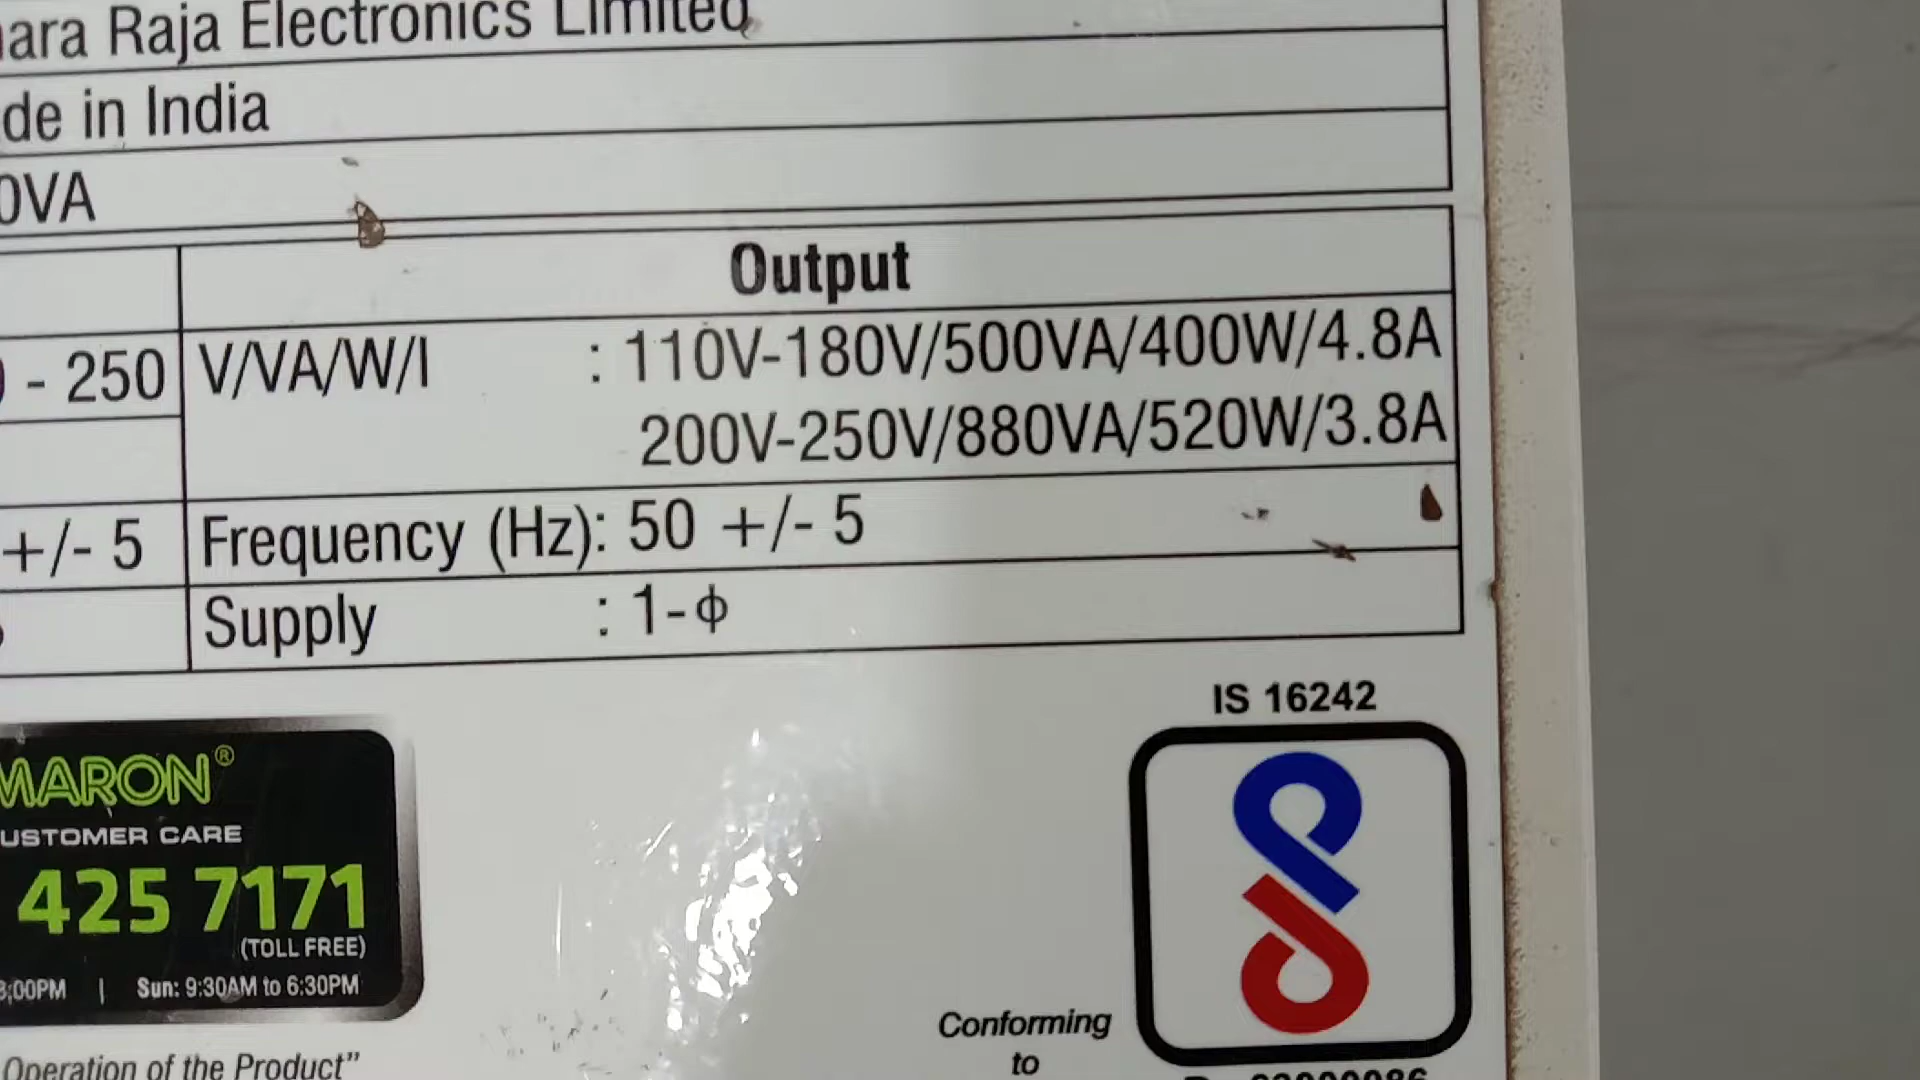 ara Raja Electronics Limited
de in India
0VA
Output
- 250
V/VA/W/I : 110V-180V/500VA/400W/4.8A
200V-250V/880VA/520W/3.8A
+/- 5
Frequency (Hz): 50 +/- 5
Supply : 1-ϕ
IS 16242
MARON®
USTOMER CARE
425 7171
(TOLL FREE)
:00PM | Sun: 9:30AM to 6:30PM
Operation of the Product”
Conforming
to